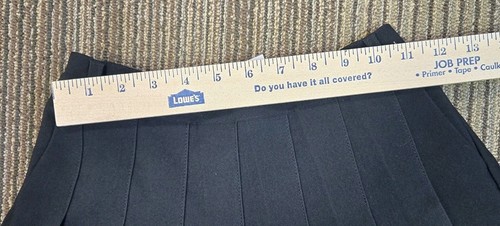 1 2 3 4 5 6 7 8 9 10 11 12 13
LOWE'S
Do you have it all covered?
JOB PREP
• Primer • Tape • Caulk